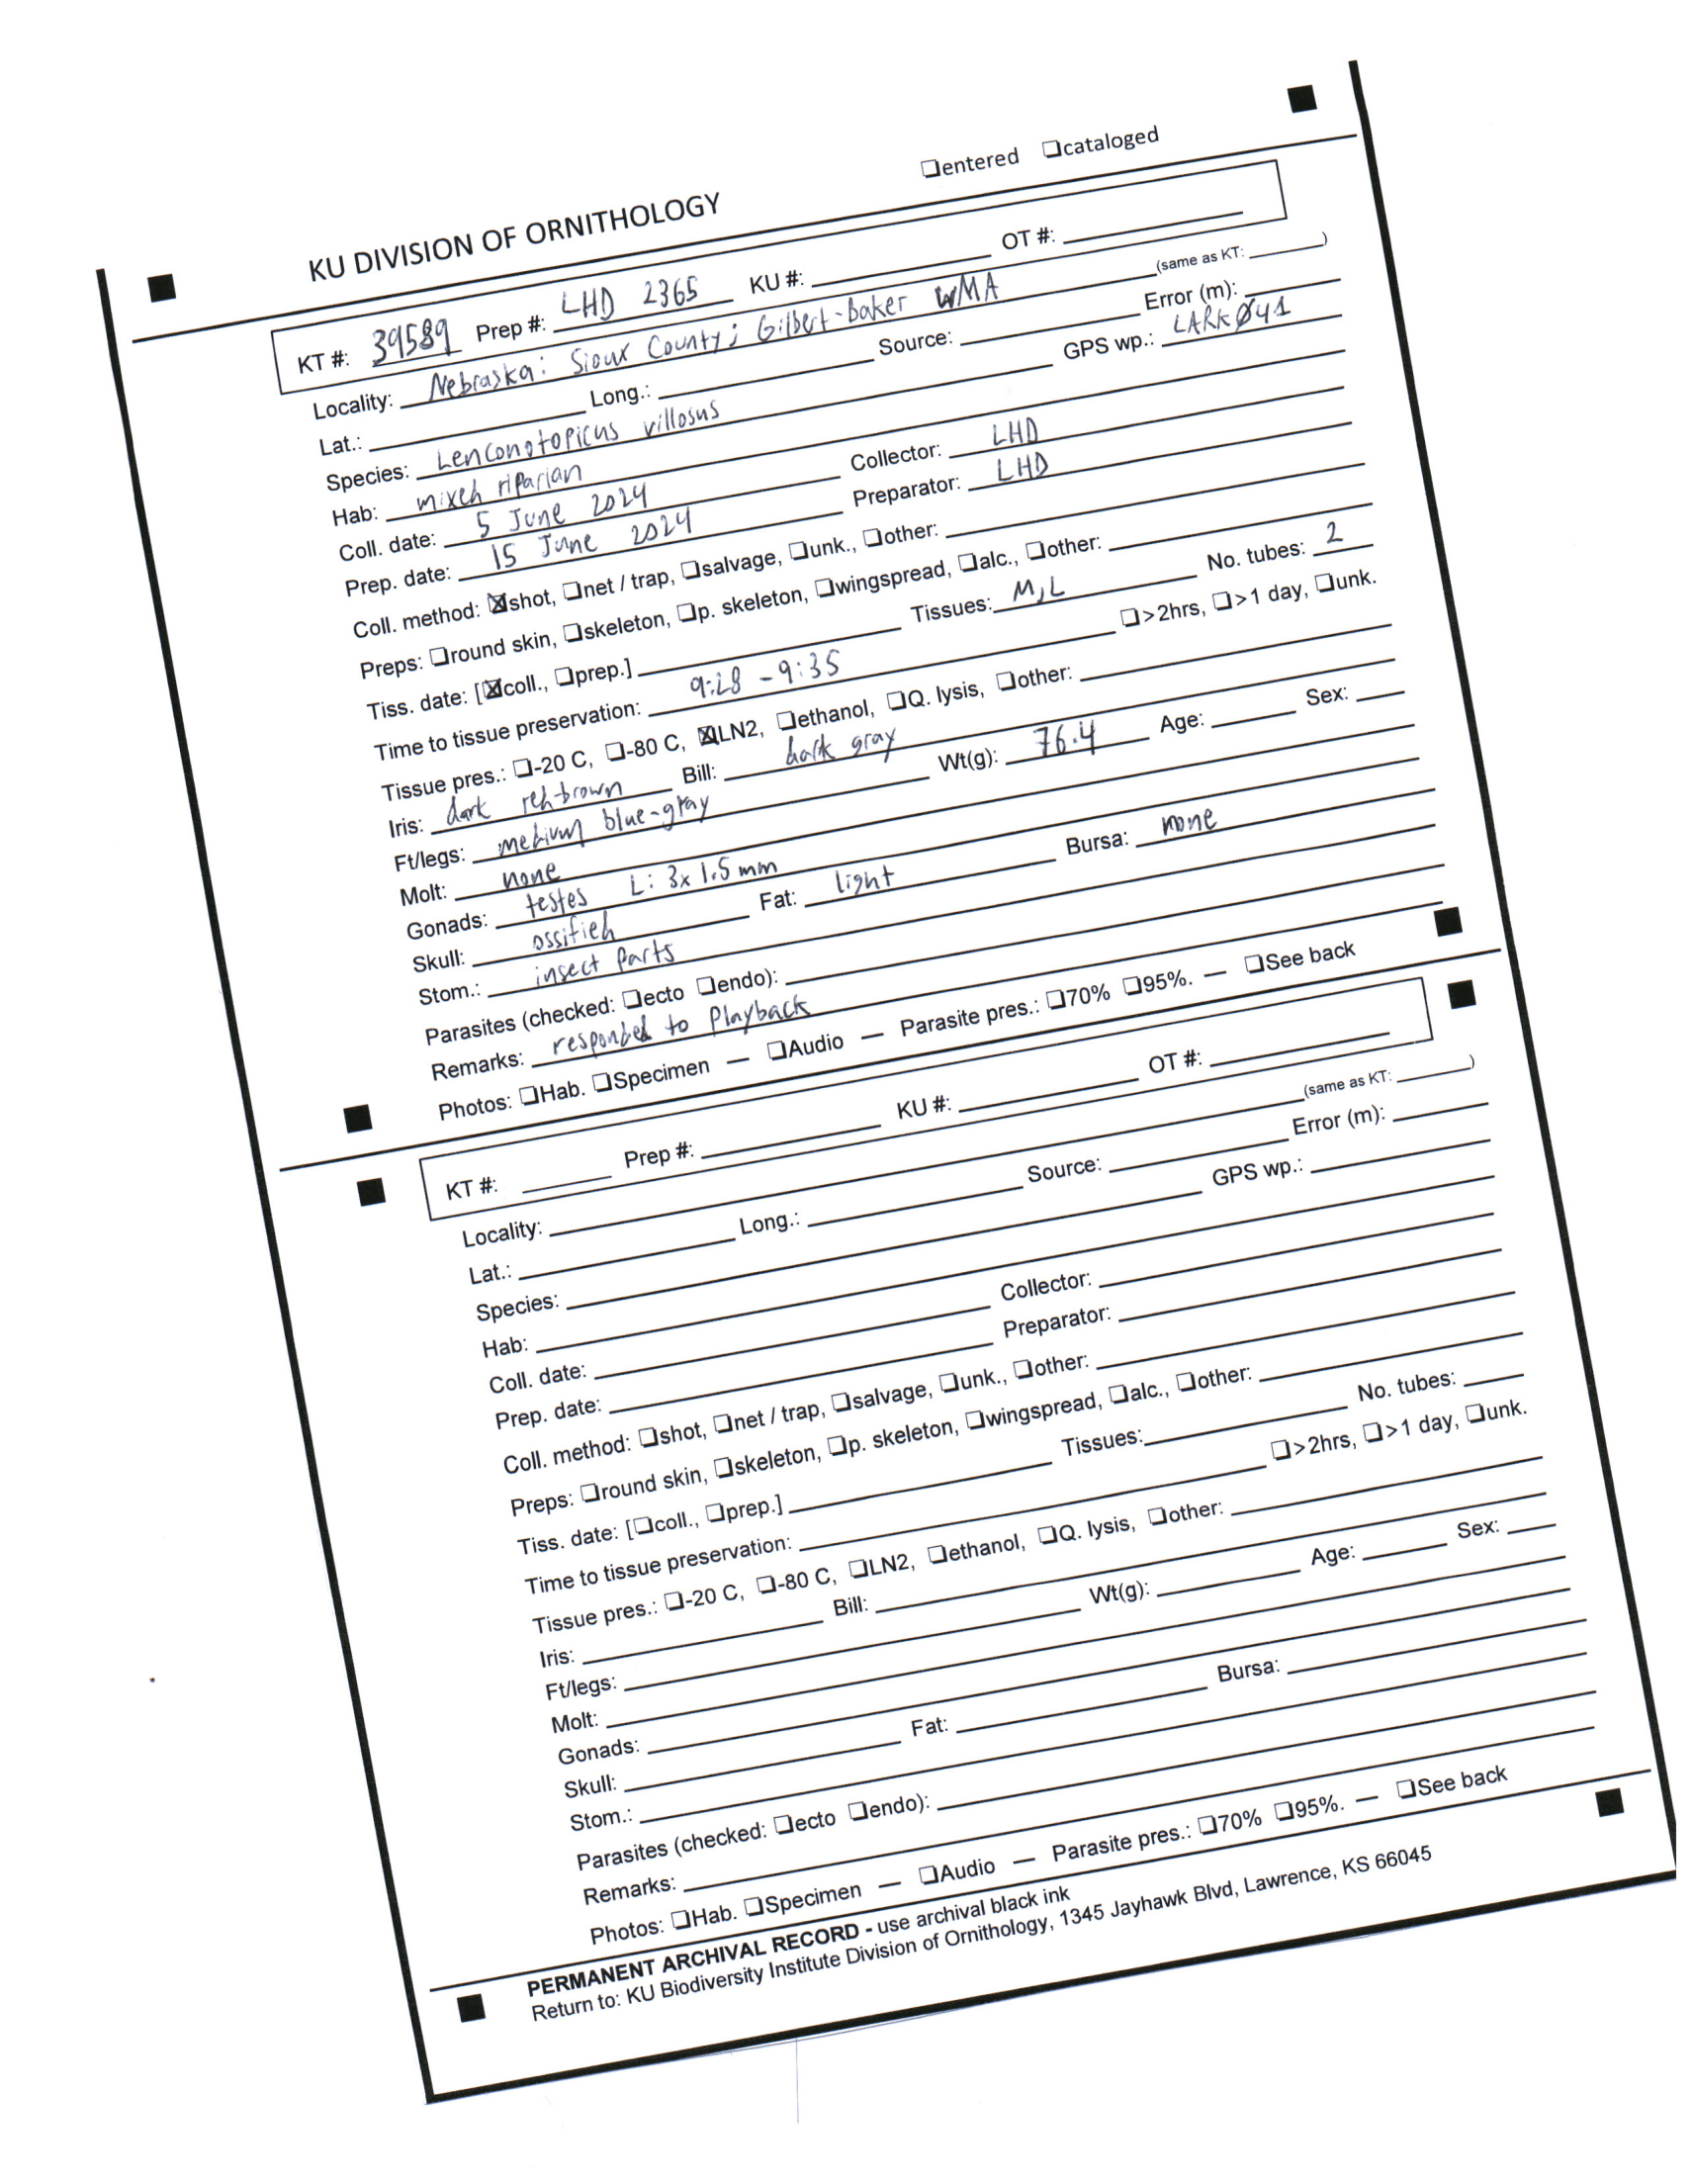 ❏entered ❏cataloged
KU DIVISION OF ORNITHOLOGY
KT #: 39589 Prep #: LHD 2365 KU #: OT #:
Locality: Nebraska: Sioux County; Gilbert-Baker WMA (same as KT: )
Lat.: Long.: Source: Error (m):
Species: Lenconotopicus villosus GPS wp.: LARKØ41
Hab: mixed riparian
Coll. date: 5 June 2024 Collector: LHD
Prep. date: 15 June 2024 Preparator: LHD
Coll. method: ☒shot, ❏net / trap, ❏salvage, ❏unk., ❏other:
Preps: ❏round skin, ❏skeleton, ❏p. skeleton, ❏wingspread, ❏alc., ❏other:
Tiss. date: [☒coll., ❏prep.] Tissues: M,L No. tubes: 2
Time to tissue preservation: 9:28 - 9:35 ❏>2hrs, ❏>1 day, ❏unk.
Tissue pres.: ❏-20 C, ❏-80 C, ☒LN2, ❏ethanol, ❏Q. lysis, ❏other:
Iris: dark red-brown Bill: dark gray
Ft/legs: medium blue-gray Wt(g): 76.4 Age: Sex:
Molt: none
Gonads: testes L: 3x1.5mm Bursa: none
Skull: ossified Fat: light
Stom.: insect parts
Parasites (checked: ❏ecto ❏endo):
Remarks: responded to playback
Photos: ❏Hab. ❏Specimen — ❏Audio — Parasite pres.: ❏70% ❏95%. — ❏See back
KT #: Prep #: KU #: OT #:
Locality: (same as KT: )
Lat.: Long.: Source: Error (m):
Species: GPS wp.:
Hab:
Coll. date: Collector:
Prep. date: Preparator:
Coll. method: ❏shot, ❏net / trap, ❏salvage, ❏unk., ❏other:
Preps: ❏round skin, ❏skeleton, ❏p. skeleton, ❏wingspread, ❏alc., ❏other:
Tiss. date: [❏coll., ❏prep.] Tissues: No. tubes:
Time to tissue preservation: ❏>2hrs, ❏>1 day, ❏unk.
Tissue pres.: ❏-20 C, ❏-80 C, ❏LN2, ❏ethanol, ❏Q. lysis, ❏other:
Iris: Bill:
Ft/legs: Wt(g): Age: Sex:
Molt:
Gonads: Bursa:
Skull: Fat:
Stom.:
Parasites (checked: ❏ecto ❏endo):
Remarks:
Photos: ❏Hab. ❏Specimen — ❏Audio — Parasite pres.: ❏70% ❏95%. — ❏See back
PERMANENT ARCHIVAL RECORD - use archival black ink
Return to: KU Biodiversity Institute Division of Ornithology, 1345 Jayhawk Blvd, Lawrence, KS 66045